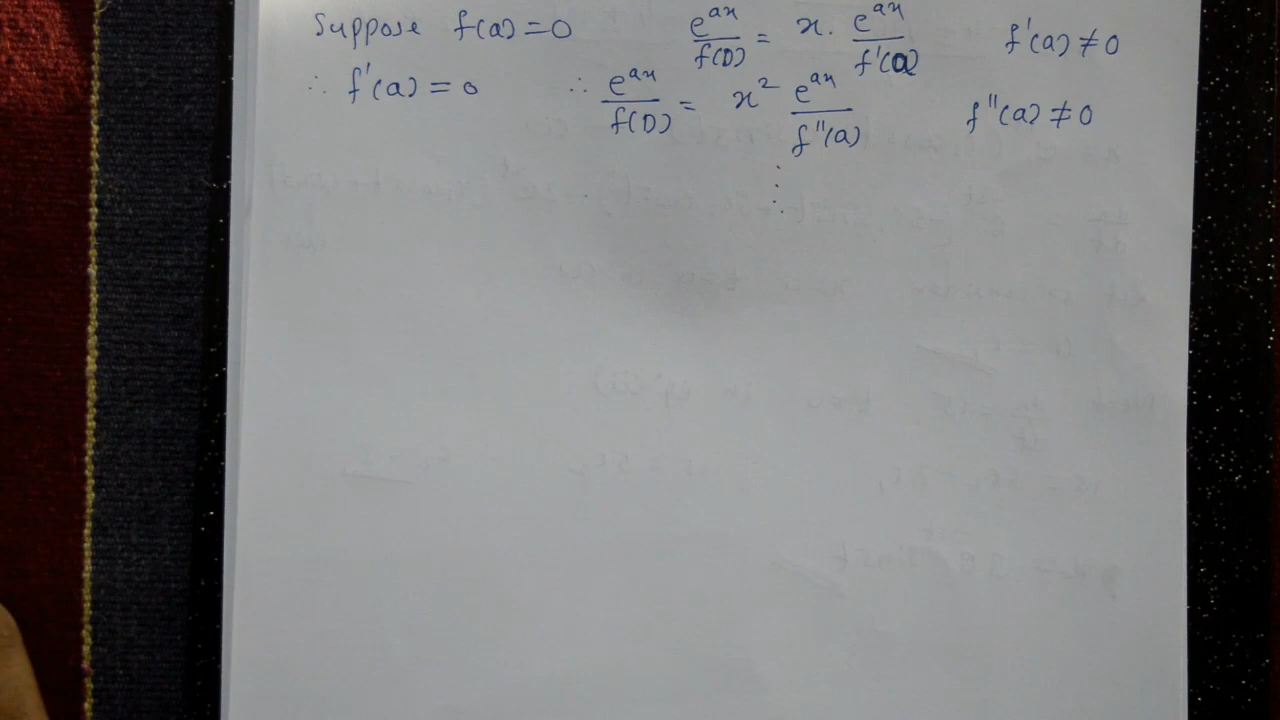 Suppose f(a) = 0 e^{ax}/f(D) = x. e^{ax}/f'(a) f'(a) ≠ 0
∴ f'(a) = 0 ∴ e^{ax}/f(D) = x² e^{ax}/f''(a) f''(a) ≠ 0
⋮